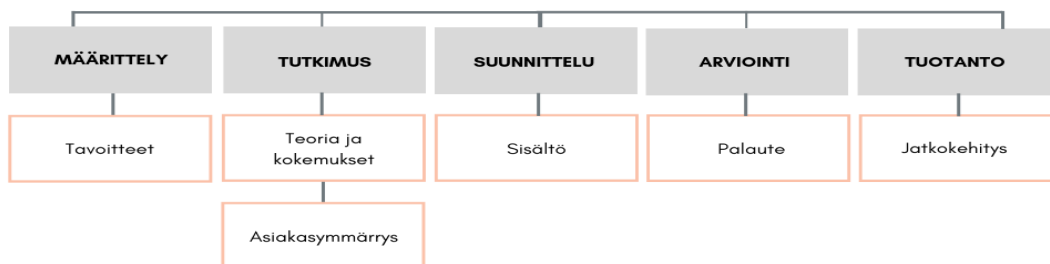 MÄÄRITTELY
TUTKIMUS
SUUNNITTELU
ARVIOINTI
TUOTANTO
Tavoitteet
Teoria ja
kokemukset
Sisältö
Palaute
Jatkokehitys
Asiakasymmärrys